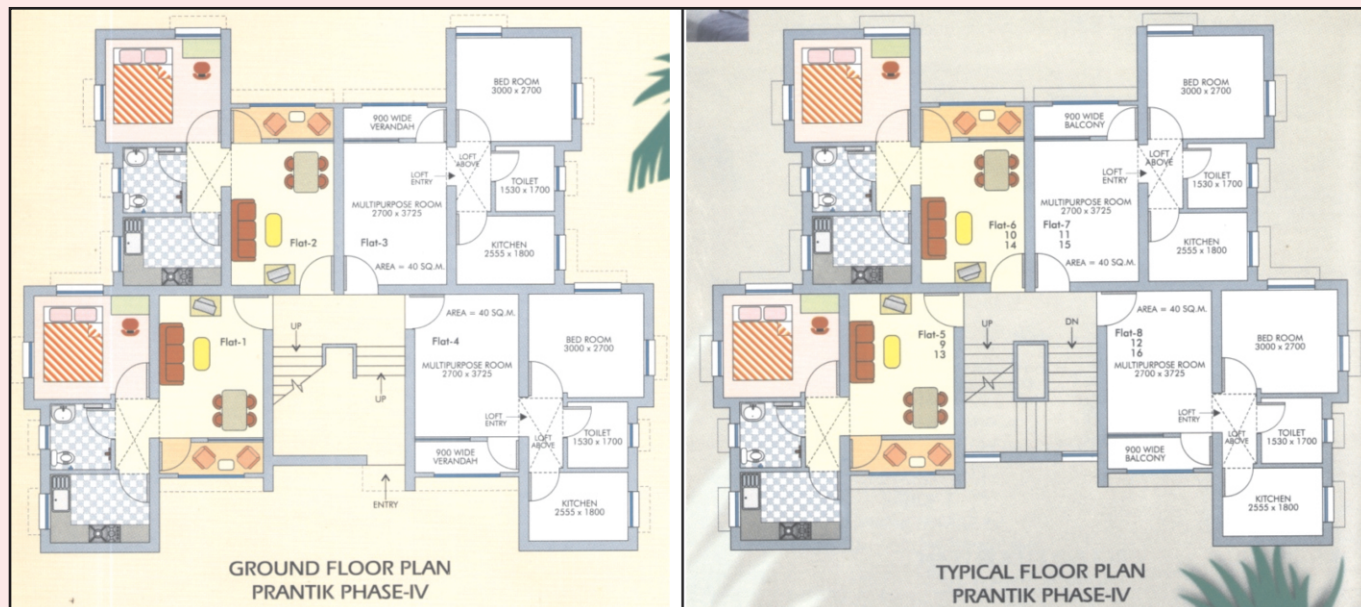 BED ROOM
3000 x 2700
900 WIDE
VERANDAH
LOFT
ABOVE
LOFT
ENTRY
TOILET
1530 x 1700
MULTIPURPOSE ROOM
2700 x 3725
Flat-2
Flat-3
KITCHEN
2555 x 1800
AREA = 40 SQ.M.
Flat-1
UP
UP
AREA = 40 SQ.M.
Flat-4
MULTIPURPOSE ROOM
2700 x 3725
BED ROOM
3000 x 2700
LOFT
ENTRY
LOFT
ABOVE
TOILET
1530 x 1700
900 WIDE
VERANDAH
ENTRY
KITCHEN
2555 x 1800
GROUND FLOOR PLAN
PRANTIK PHASE-IV
4
BED ROOM
3000 x 2700
900 WIDE
BALCONY
LOFT
ABOVE
LOFT
ENTRY
TOILET
1530 x 1700
MULTIPURPOSE ROOM
2700 x 3725
Flat-6
10
14
Flat-7
11
15
KITCHEN
2555 x 1800
AREA = 40 SQ.M.
Flat-5
9
13
UP
DN
AREA = 40 SQ.M.
Flat-8
12
16
MULTIPURPOSE ROOM
2700 x 3725
BED ROOM
3000 x 2700
LOFT
ENTRY
LOFT
ABOVE
TOILET
1530 x 1700
900 WIDE
BALCONY
KITCHEN
2555 x 1800
TYPICAL FLOOR PLAN
PRANTIK PHASE-IV